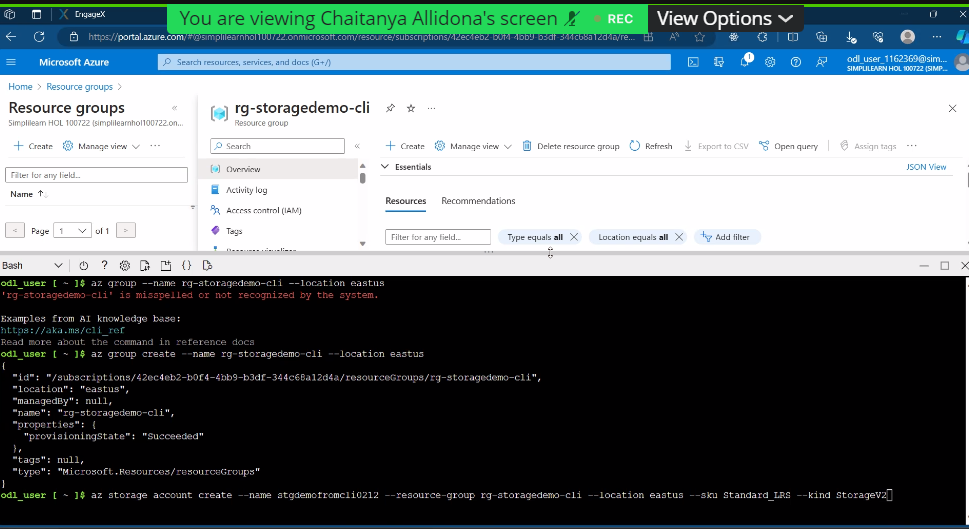 EngageX
You are viewing Chaitanya Allidona's screen
REC
View Options
https://portal.azure.com/#@simplilearnhol100722.onmicrosoft.com/resource/subscriptions/42ec4eb2-b0f4-4bb9-b3df-344c68a12d4a/re...
Microsoft Azure
Search resources, services, and docs (G+/)
1
odl_user_1162369@sim...
SIMPLILEARN HOL 100722 (SIMP...
Home > Resource groups >
Resource groups
Simplilearn HOL 100722 (simplilearnhol100722.on...
Create
Manage view
Filter for any field...
Name ↑
Page 1 of 1
rg-storagedemo-cli
Resource group
Search
Overview
Activity log
Access control (IAM)
Tags
Resource visualizer
Create
Manage view
Delete resource group
Refresh
Export to CSV
Open query
Assign tags
Essentials
JSON View
Resources
Recommendations
Filter for any field...
Type equals all
Location equals all
Add filter
Bash
odl_user [ ~ ]$ az group --name rg-storagedemo-cli --location eastus
'rg-storagedemo-cli' is misspelled or not recognized by the system.
Examples from AI knowledge base:
https://aka.ms/cli_ref
Read more about the command in reference docs
odl_user [ ~ ]$ az group create --name rg-storagedemo-cli --location eastus
{
"id": "/subscriptions/42ec4eb2-b0f4-4bb9-b3df-344c68a12d4a/resourceGroups/rg-storagedemo-cli",
"location": "eastus",
"managedBy": null,
"name": "rg-storagedemo-cli",
"properties": {
"provisioningState": "Succeeded"
},
"tags": null,
"type": "Microsoft.Resources/resourceGroups"
}
odl_user [ ~ ]$ az storage account create --name stgdemofromcli0212 --resource-group rg-storagedemo-cli --location eastus --sku Standard_LRS --kind StorageV2